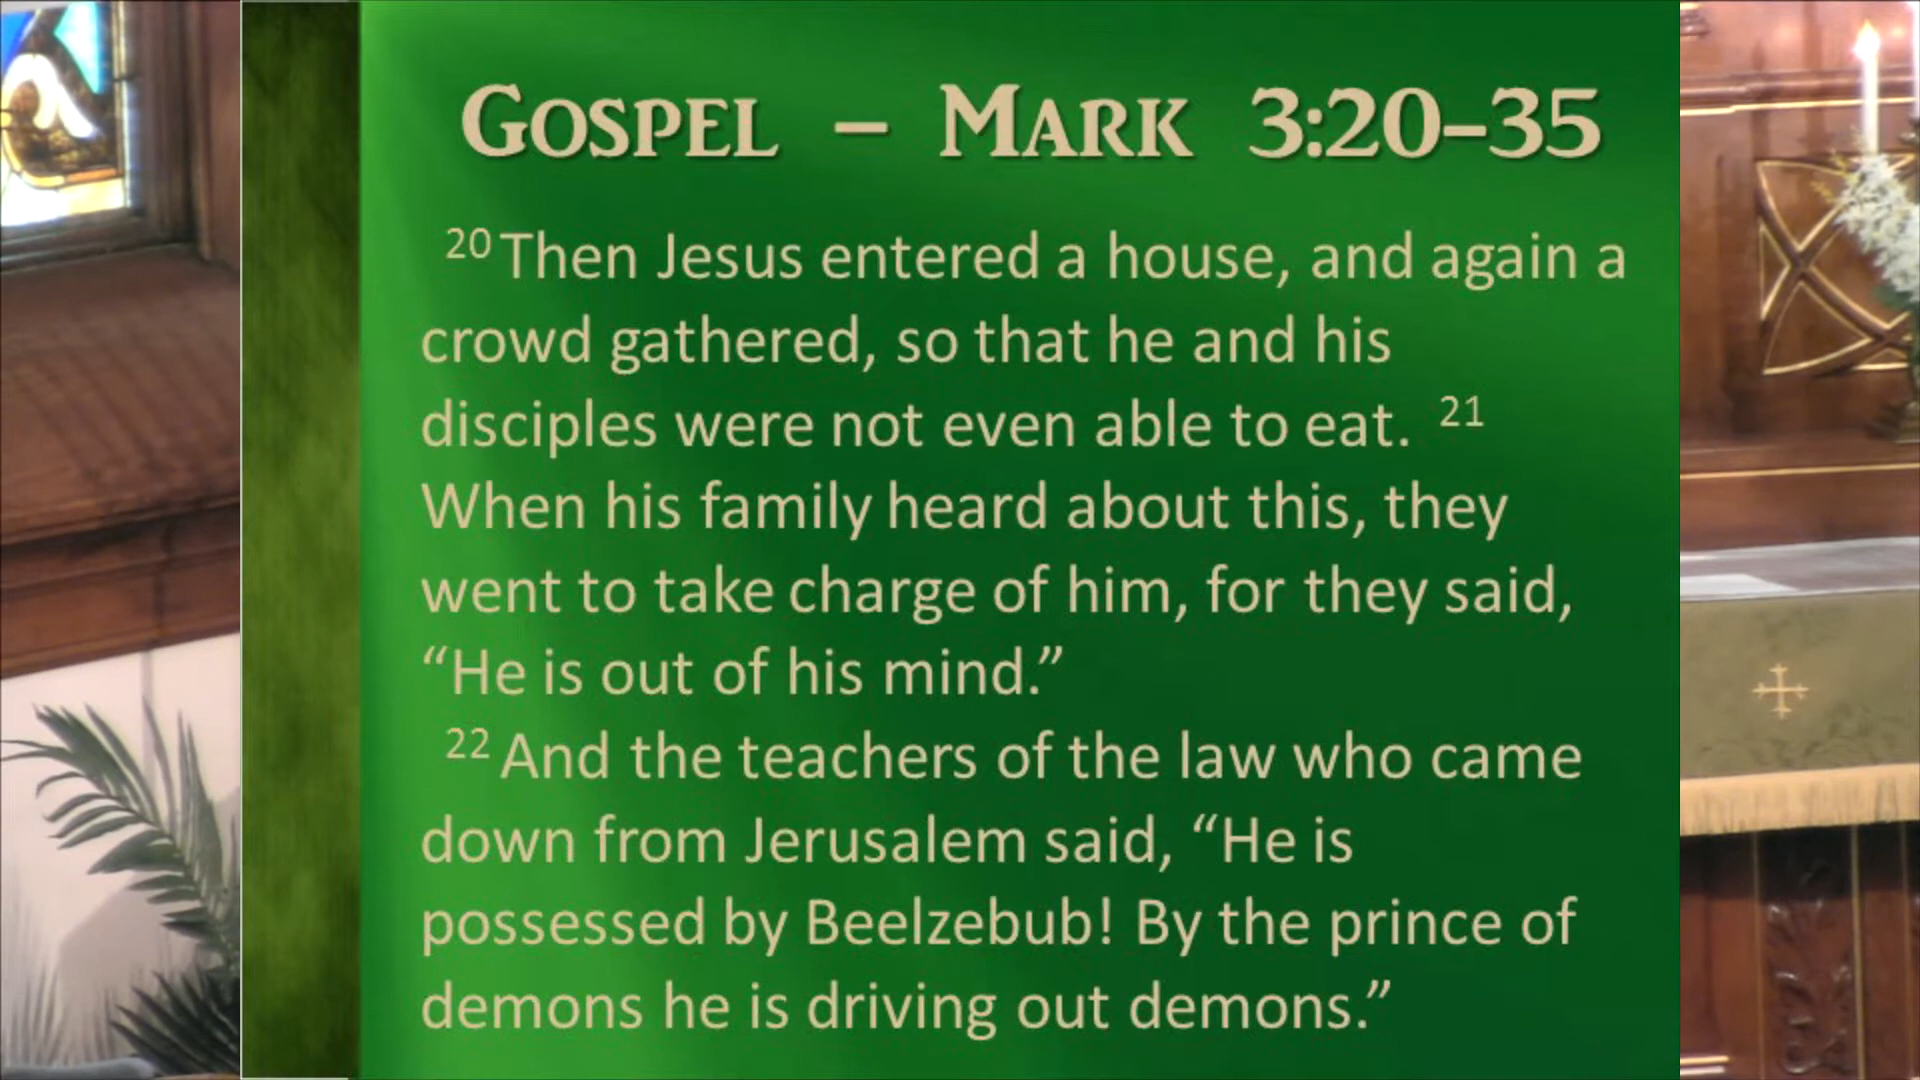 GOSPEL – MARK 3:20–35
20 Then Jesus entered a house, and again a
crowd gathered, so that he and his
disciples were not even able to eat. 21
When his family heard about this, they
went to take charge of him, for they said,
“He is out of his mind.”
22 And the teachers of the law who came
down from Jerusalem said, “He is
possessed by Beelzebub! By the prince of
demons he is driving out demons.”